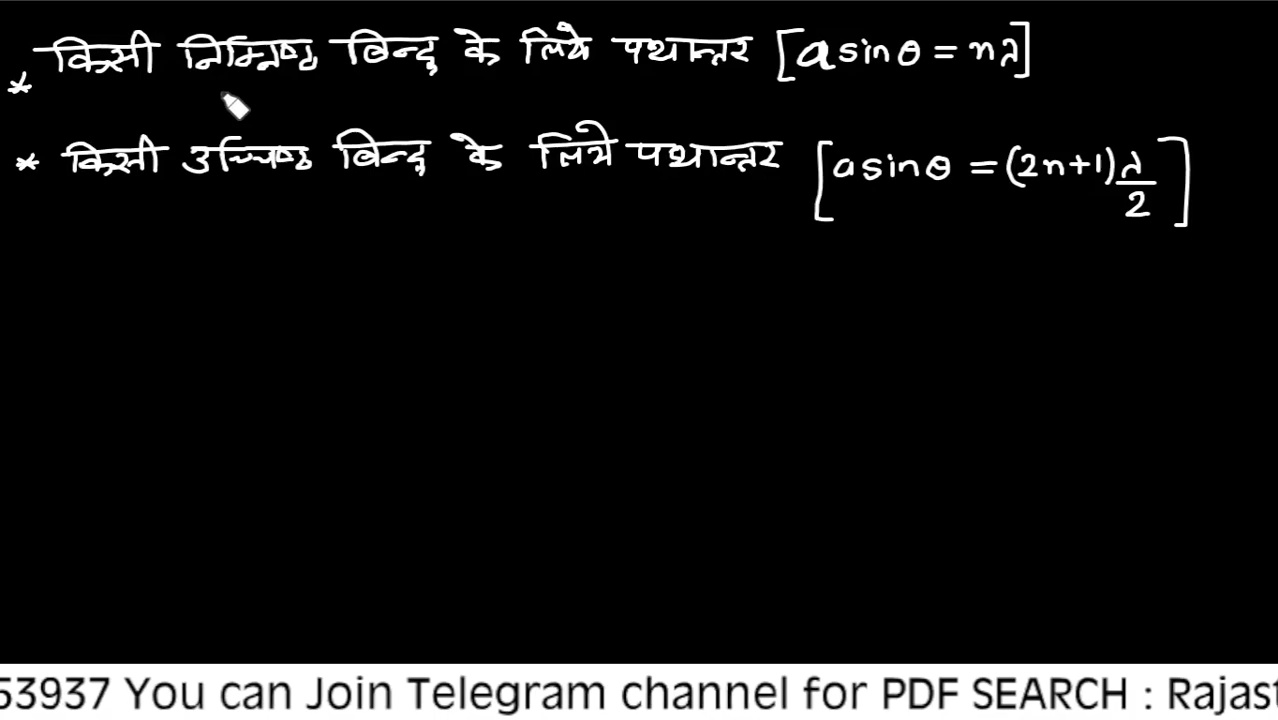 * किसी निम्निष्ठ बिन्दु के लिये पथान्तर [a sinθ = nλ]
* किसी उच्चिष्ठ बिन्दु के लिये पथान्तर [a sinθ = (2n+1)λ/2]
53937 You can Join Telegram channel for PDF SEARCH : Rajast